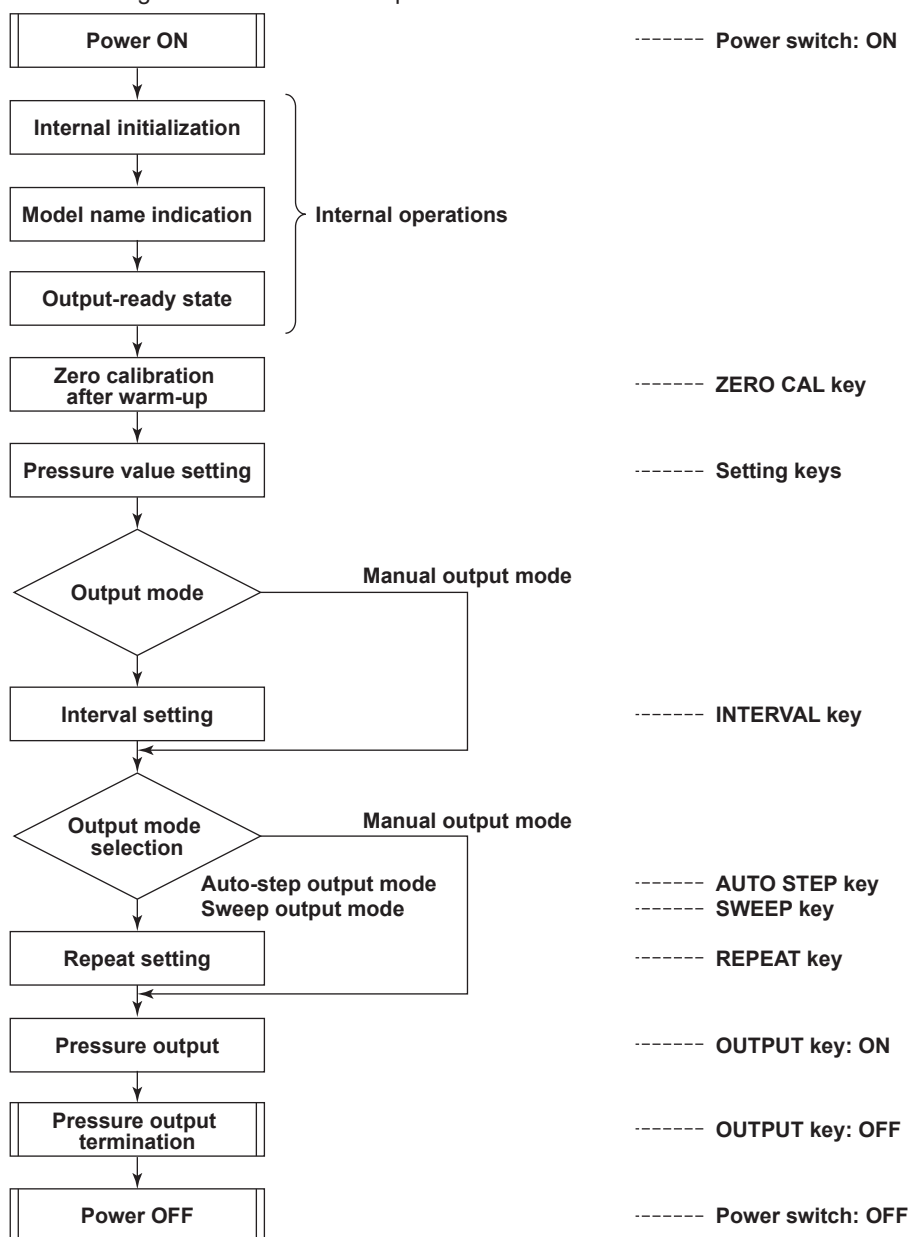 Power ON
Power switch: ON
Internal initialization
Model name indication
Internal operations
Output-ready state
Zero calibration
after warm-up
ZERO CAL key
Pressure value setting
Setting keys
Manual output mode
Output mode
Interval setting
INTERVAL key
Manual output mode
Output mode
selection
Auto-step output mode
AUTO STEP key
Sweep output mode
SWEEP key
Repeat setting
REPEAT key
Pressure output
OUTPUT key: ON
Pressure output
termination
OUTPUT key: OFF
Power OFF
Power switch: OFF